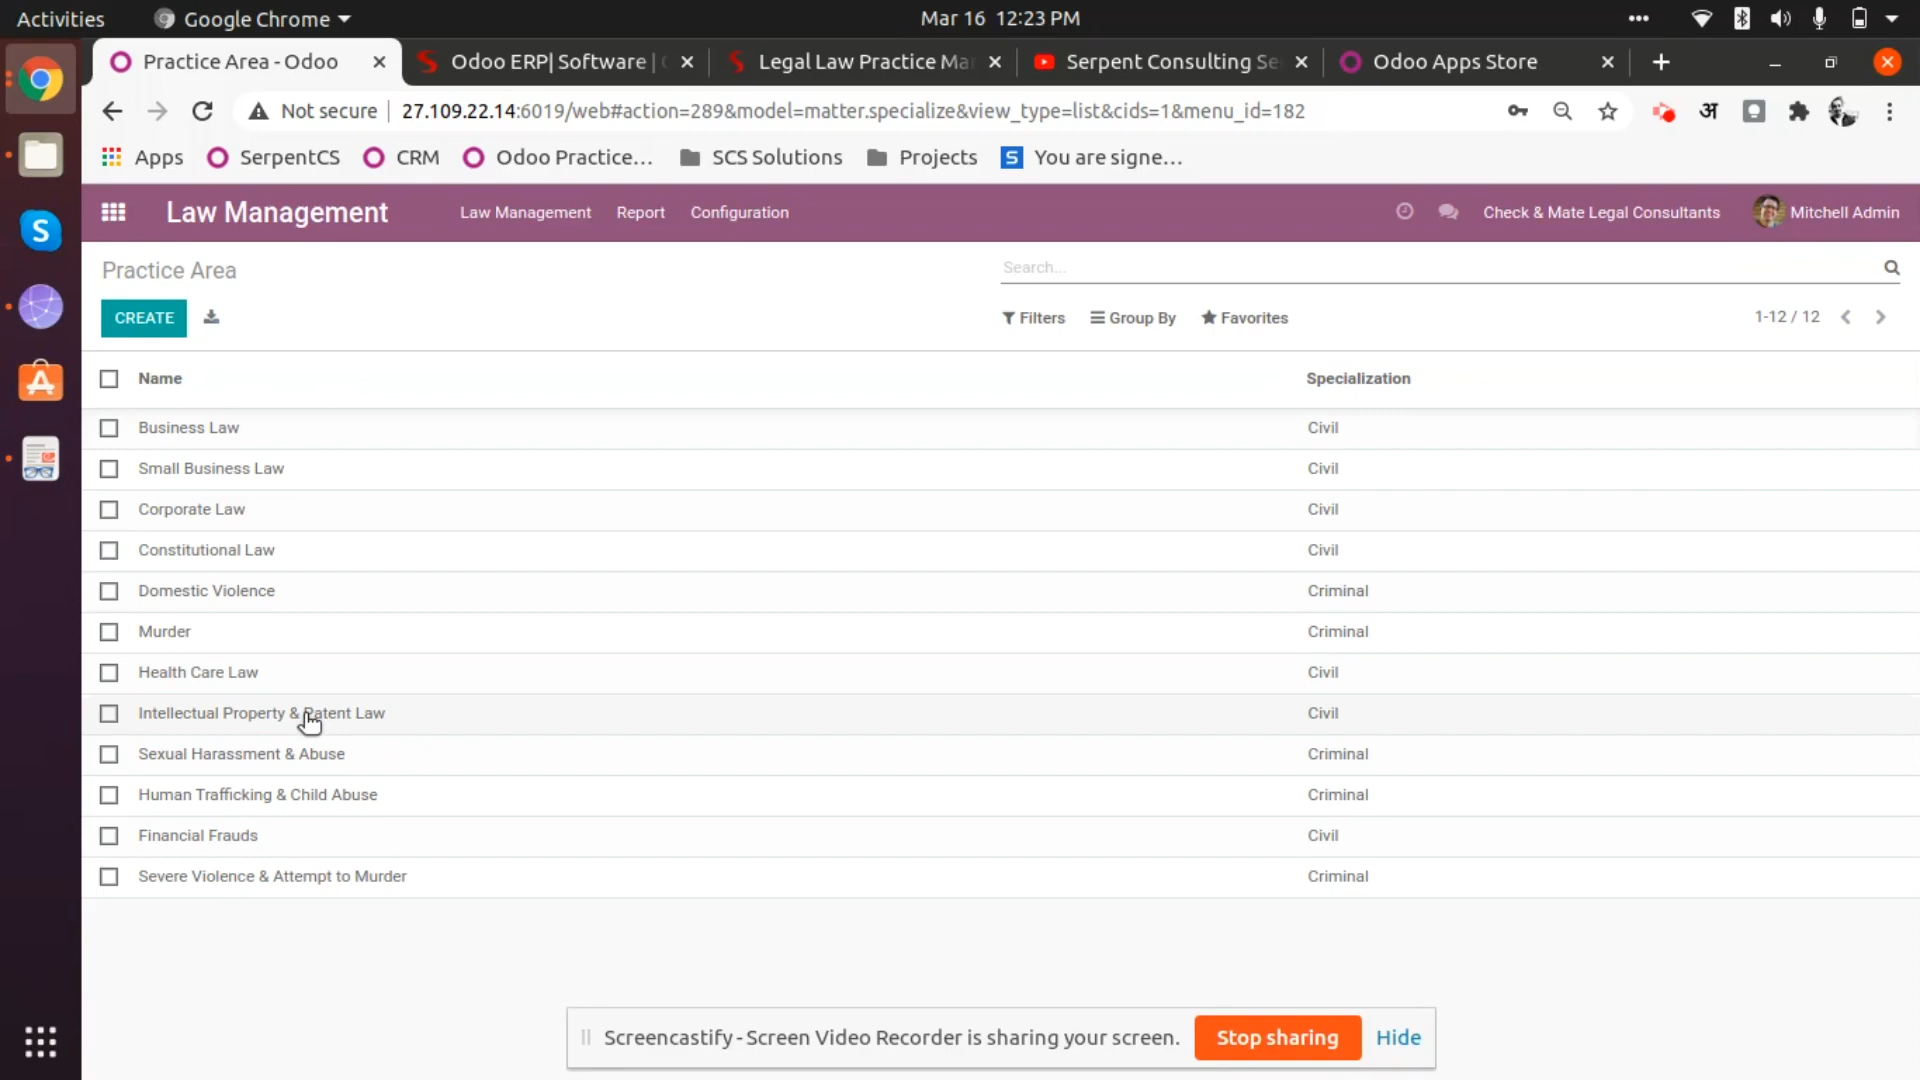 Activities Google Chrome Mar 16 12:23 PM
Practice Area - Odoo Odoo ERP| Software | Legal Law Practice Ma Serpent Consulting Se Odoo Apps Store
Not secure 27.109.22.14:6019/web#action=289&model=matter.specialize&view_type=list&cids=1&menu_id=182 अ
Apps SerpentCS CRM Odoo Practice... SCS Solutions Projects S You are signe...
Law Management Law Management Report Configuration Check & Mate Legal Consultants Mitchell Admin
Practice Area Search...
CREATE Filters Group By Favorites 1-12 / 12
Name Specialization
Business Law Civil
Small Business Law Civil
Corporate Law Civil
Constitutional Law Civil
Domestic Violence Criminal
Murder Criminal
Health Care Law Civil
Intellectual Property & Patent Law Civil
Sexual Harassment & Abuse Criminal
Human Trafficking & Child Abuse Criminal
Financial Frauds Civil
Severe Violence & Attempt to Murder Criminal
Screencastify - Screen Video Recorder is sharing your screen. Stop sharing Hide